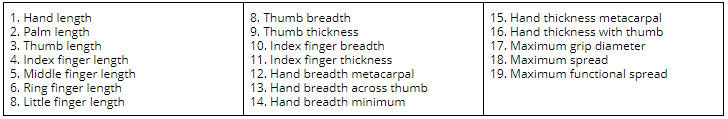 1. Hand length
2. Palm length
3. Thumb length
4. Index finger length
5. Middle finger length
6. Ring finger length
8. Little finger length
8. Thumb breadth
9. Thumb thickness
10. Index finger breadth
11. Index finger thickness
12. Hand breadth metacarpal
13. Hand breadth across thumb
14. Hand breadth minimum
15. Hand thickness metacarpal
16. Hand thickness with thumb
17. Maximum grip diameter
18. Maximum spread
19. Maximum functional spread